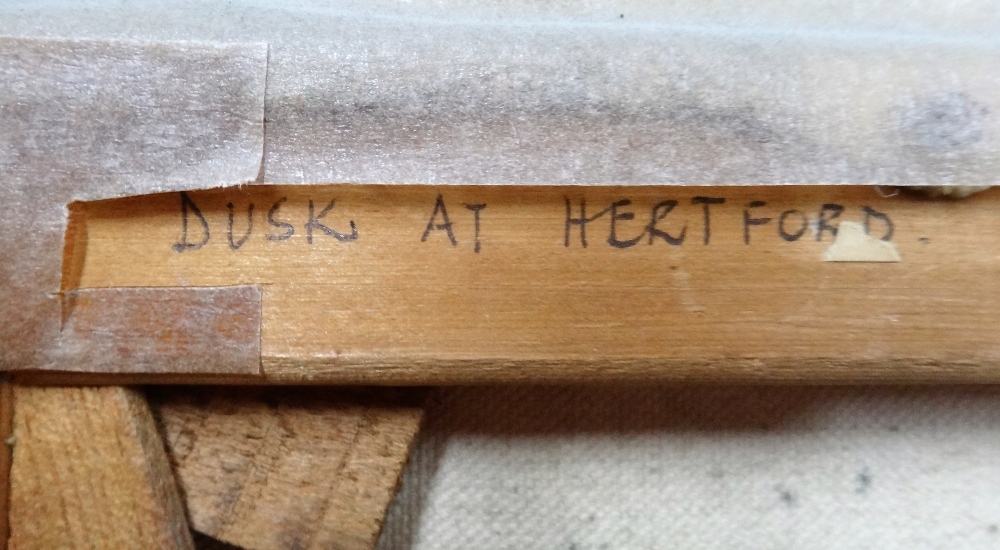 DUSK AT HERTFORD.